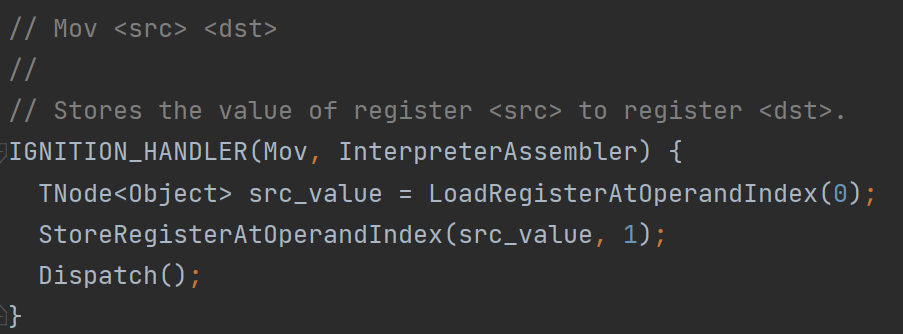 // Mov <src> <dst>
//
// Stores the value of register <src> to register <dst>.
IGNITION_HANDLER(Mov, InterpreterAssembler) {
  TNode<Object> src_value = LoadRegisterAtOperandIndex(0);
  StoreRegisterAtOperandIndex(src_value, 1);
  Dispatch();
}